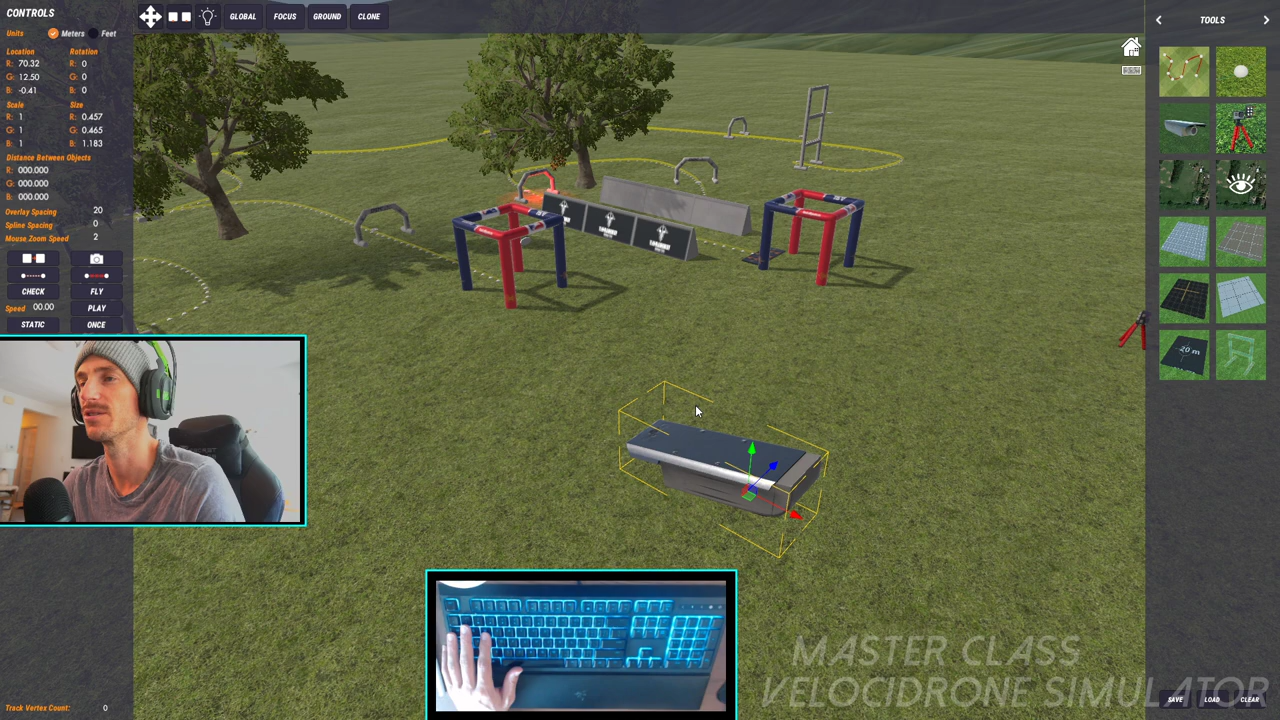 CONTROLS
Units Meters Feet
Location Rotation
R: 70.32 R: 0
G: 12.50 G: 0
B: -0.41 B: 0
Scale Size
R: 1 R: 0.457
G: 1 G: 0.465
B: 1 B: 1.183
Distance Between Objects
R: 000.000
G: 000.000
B: 000.000
Overlay Spacing 20
Spline Spacing 0
Mouse Zoom Speed 2
CHECK FLY
Speed 00.00 PLAY
STATIC ONCE
Track Vertex Count: 0
GLOBAL FOCUS GROUND CLONE
TOOLS
20 m
MASTER CLASS
VELOCIDRONE SIMULATOR
SAVE LOAD CLEAR